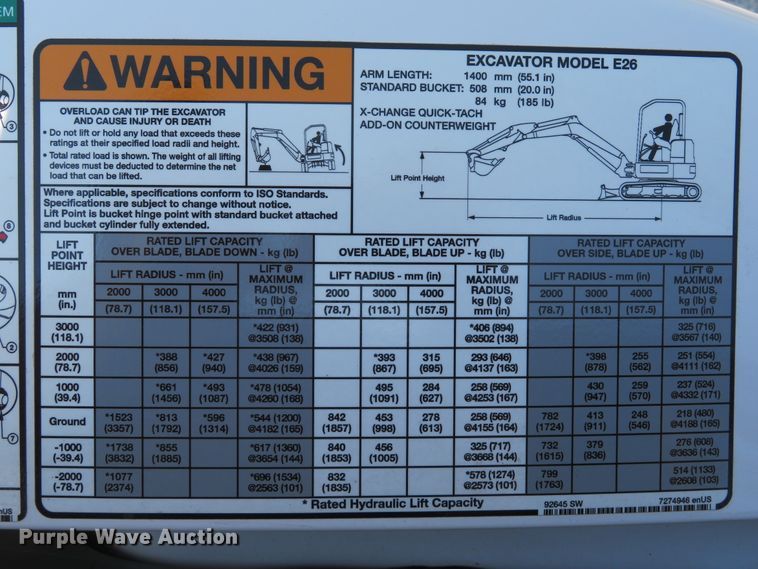 EM
WARNING
OVERLOAD CAN TIP THE EXCAVATOR
AND CAUSE INJURY OR DEATH
• Do not lift or hold any load that exceeds these
ratings at their specified load radii and height.
• Total rated load is shown. The weight of all lifting
devices must be deducted to determine the net
load that can be lifted.
Where applicable, specifications conform to ISO Standards.
Specifications are subject to change without notice.
Lift Point is bucket hinge point with standard bucket attached
and bucket cylinder fully extended.
EXCAVATOR MODEL E26
ARM LENGTH: 1400 mm (55.1 in)
STANDARD BUCKET: 508 mm (20.0 in)
84 kg (185 lb)
X-CHANGE QUICK-TACH
ADD-ON COUNTERWEIGHT
Lift Point Height
Lift Radius
LIFT POINT HEIGHT mm (in.)
RATED LIFT CAPACITY OVER BLADE, BLADE DOWN - kg (lb)
RATED LIFT CAPACITY OVER BLADE, BLADE UP - kg (lb)
RATED LIFT CAPACITY OVER SIDE, BLADE UP - kg (lb)
LIFT RADIUS - mm (in) LIFT @ MAXIMUM RADIUS, kg (lb) @ mm (in)
LIFT RADIUS - mm (in) LIFT @ MAXIMUM RADIUS, kg (lb) @ mm (in)
LIFT RADIUS - mm (in) LIFT @ MAXIMUM RADIUS, kg (lb) @ mm (in)
2000 3000 4000 2000 3000 4000 2000 3000 4000
(78.7) (118.1) (157.5) (78.7) (118.1) (157.5) (78.7) (118.1) (157.5)
3000 *422 (931) *406 (894) 325 (716)
(118.1) @3508 (138) @3502 (138) @3567 (140)
2000 *388 *427 *438 (967) *393 315 293 (646) *398 255 251 (554)
(78.7) (856) (940) @4026 (159) (867) (695) @4137 (163) (878) (562) @4111 (162)
1000 *661 *493 *478 (1054) 495 284 258 (569) 430 259 237 (524)
(39.4) (1456) (1087) @4260 (168) (1091) (627) @4253 (167) (947) (570) @4332 (171)
Ground *1523 *813 *596 *544 (1200) 842 453 278 258 (569) 782 413 248 218 (480)
(3357) (1792) (1314) @4182 (165) (1857) (998) (613) @4155 (164) (1724) (911) (546) @4188 (165)
-1000 *1738 *855 *617 (1360) 840 456 325 (717) 732 379 276 (608)
(-39.4) (3832) (1885) @3654 (144) (1853) (1005) @3668 (144) (1615) (836) @3636 (143)
-2000 *1077 *696 (1534) 832 *578 (1274) 799 514 (1133)
(-78.7) (2374) @2563 (101) (1835) @2573 (101) (1763) @2608 (103)
* Rated Hydraulic Lift Capacity
92645 SW
7274946 enUS
enUS
3
8
2
7
Purple Wave Auction